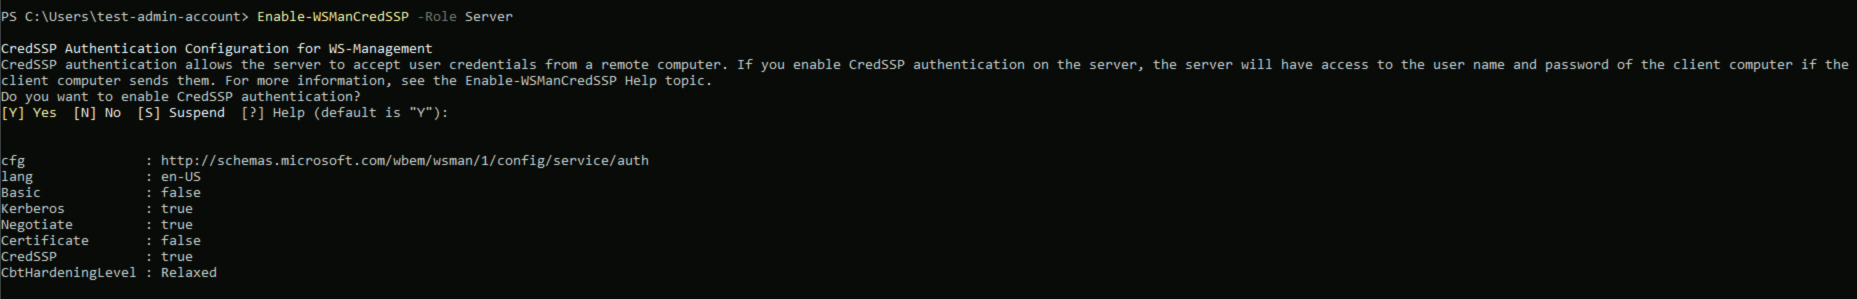 PS C:\Users\test-admin-account> Enable-WSManCredSSP -Role Server
CredSSP Authentication Configuration for WS-Management
CredSSP authentication allows the server to accept user credentials from a remote computer. If you enable CredSSP authentication on the server, the server will have access to the user name and password of the client computer if the
client computer sends them. For more information, see the Enable-WSManCredSSP Help topic.
Do you want to enable CredSSP authentication?
[Y] Yes  [N] No  [S] Suspend  [?] Help (default is "Y"):
cfg               : http://schemas.microsoft.com/wbem/wsman/1/config/service/auth
lang              : en-US
Basic             : false
Kerberos          : true
Negotiate         : true
Certificate       : false
CredSSP           : true
CbtHardeningLevel : Relaxed